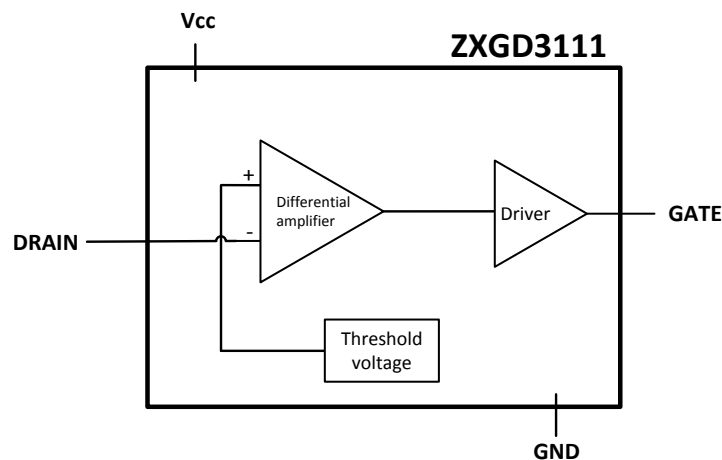 Vcc
ZXGD3111
+
Differential
amplifier
-
Driver
GATE
DRAIN
Threshold
voltage
GND